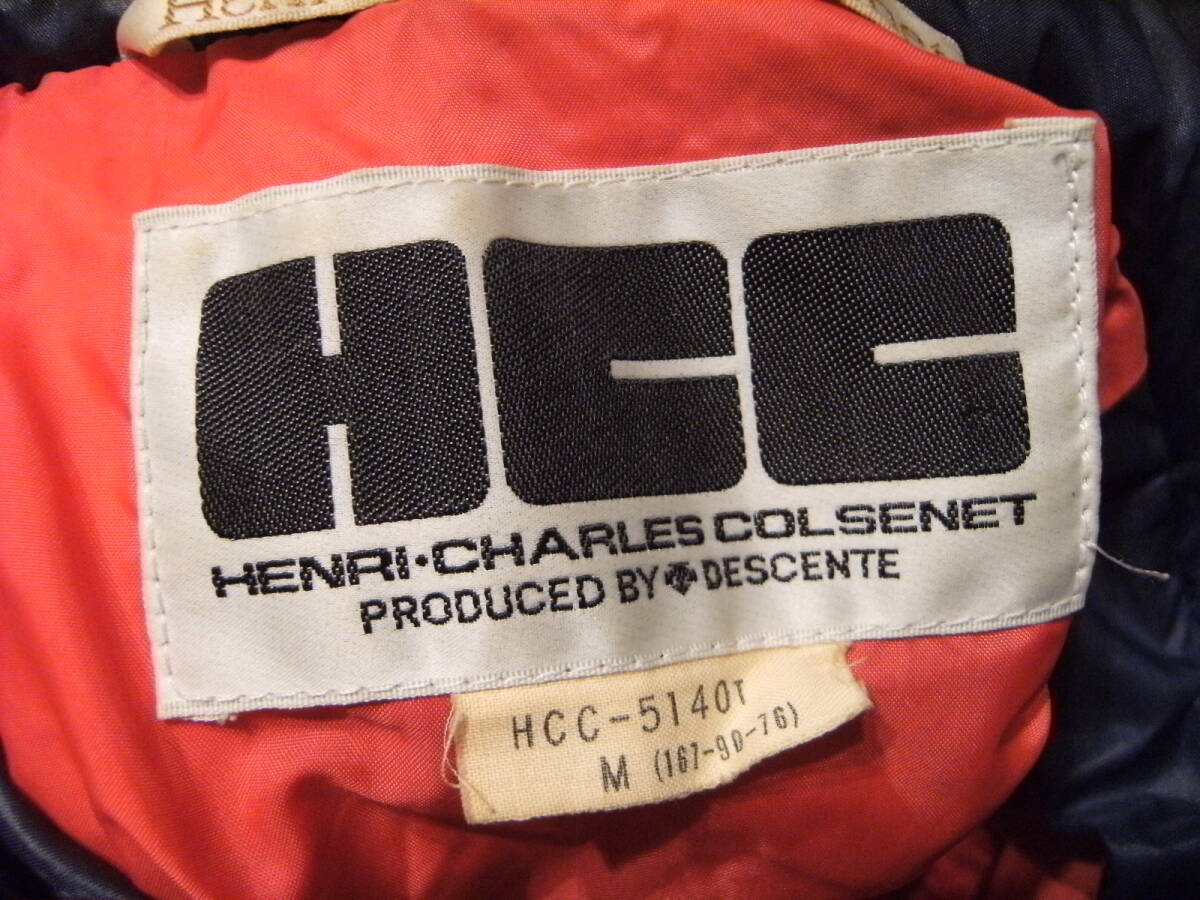 HCC
HENRI·CHARLES COLSENET
PRODUCED BY DESCENTE
HCC-5140T
M (167-90-76)